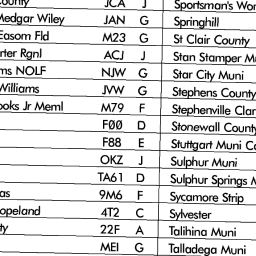 ounty JCA J Sportsman's Wor
Medgar Wiley JAN G Springhill
Easom Fld M23 G St Clair County
rter Rgnl ACJ J Stan Stamper Mu
ms NOLF NJW G Star City Muni
Williams JVW G Stephens County
ooks Jr Meml M79 F Stephenville Clar
F00 D Stonewall County
F88 E Stuttgart Muni Ca
OKZ J Sulphur Muni
TA61 D Sulphur Springs M
as 9M6 F Sycamore Strip
opeland 4T2 C Sylvester
ty 22F A Talihina Muni
MEI G Talladega Muni